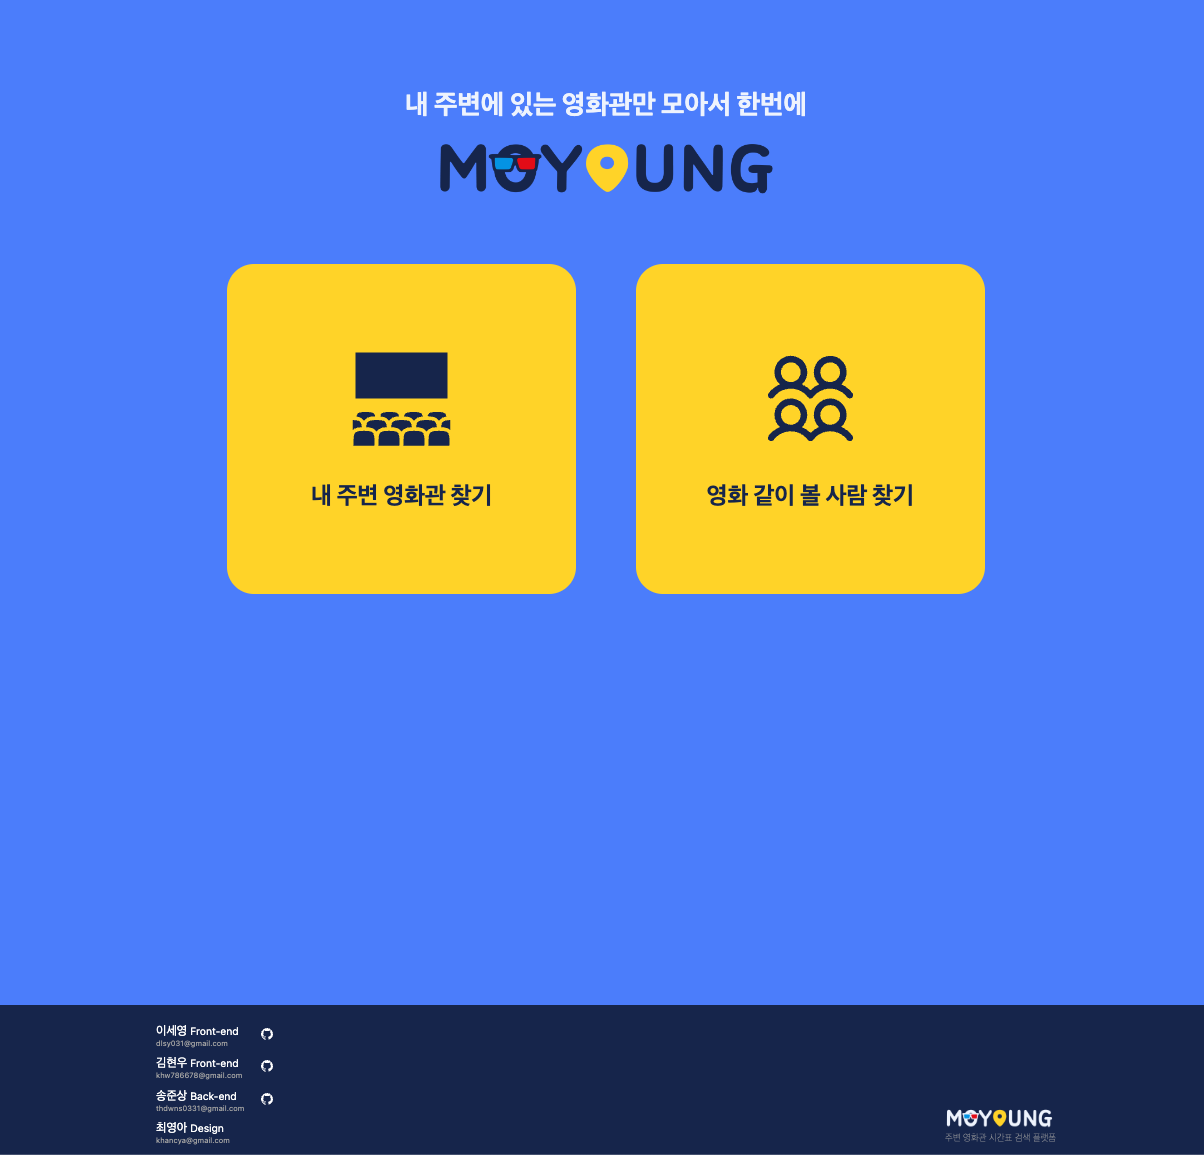 내 주변에 있는 영화관만 모아서 한번에
MOYOUNG
내 주변 영화관 찾기
영화 같이 볼 사람 찾기
이세영 Front-end
dlsy031@gmail.com
김현우 Front-end
khw786678@gmail.com
송준상 Back-end
thdwns0331@gmail.com
최영아 Design
khancya@gmail.com
MOYOUNG
주변 영화관 시간표 검색 플랫폼